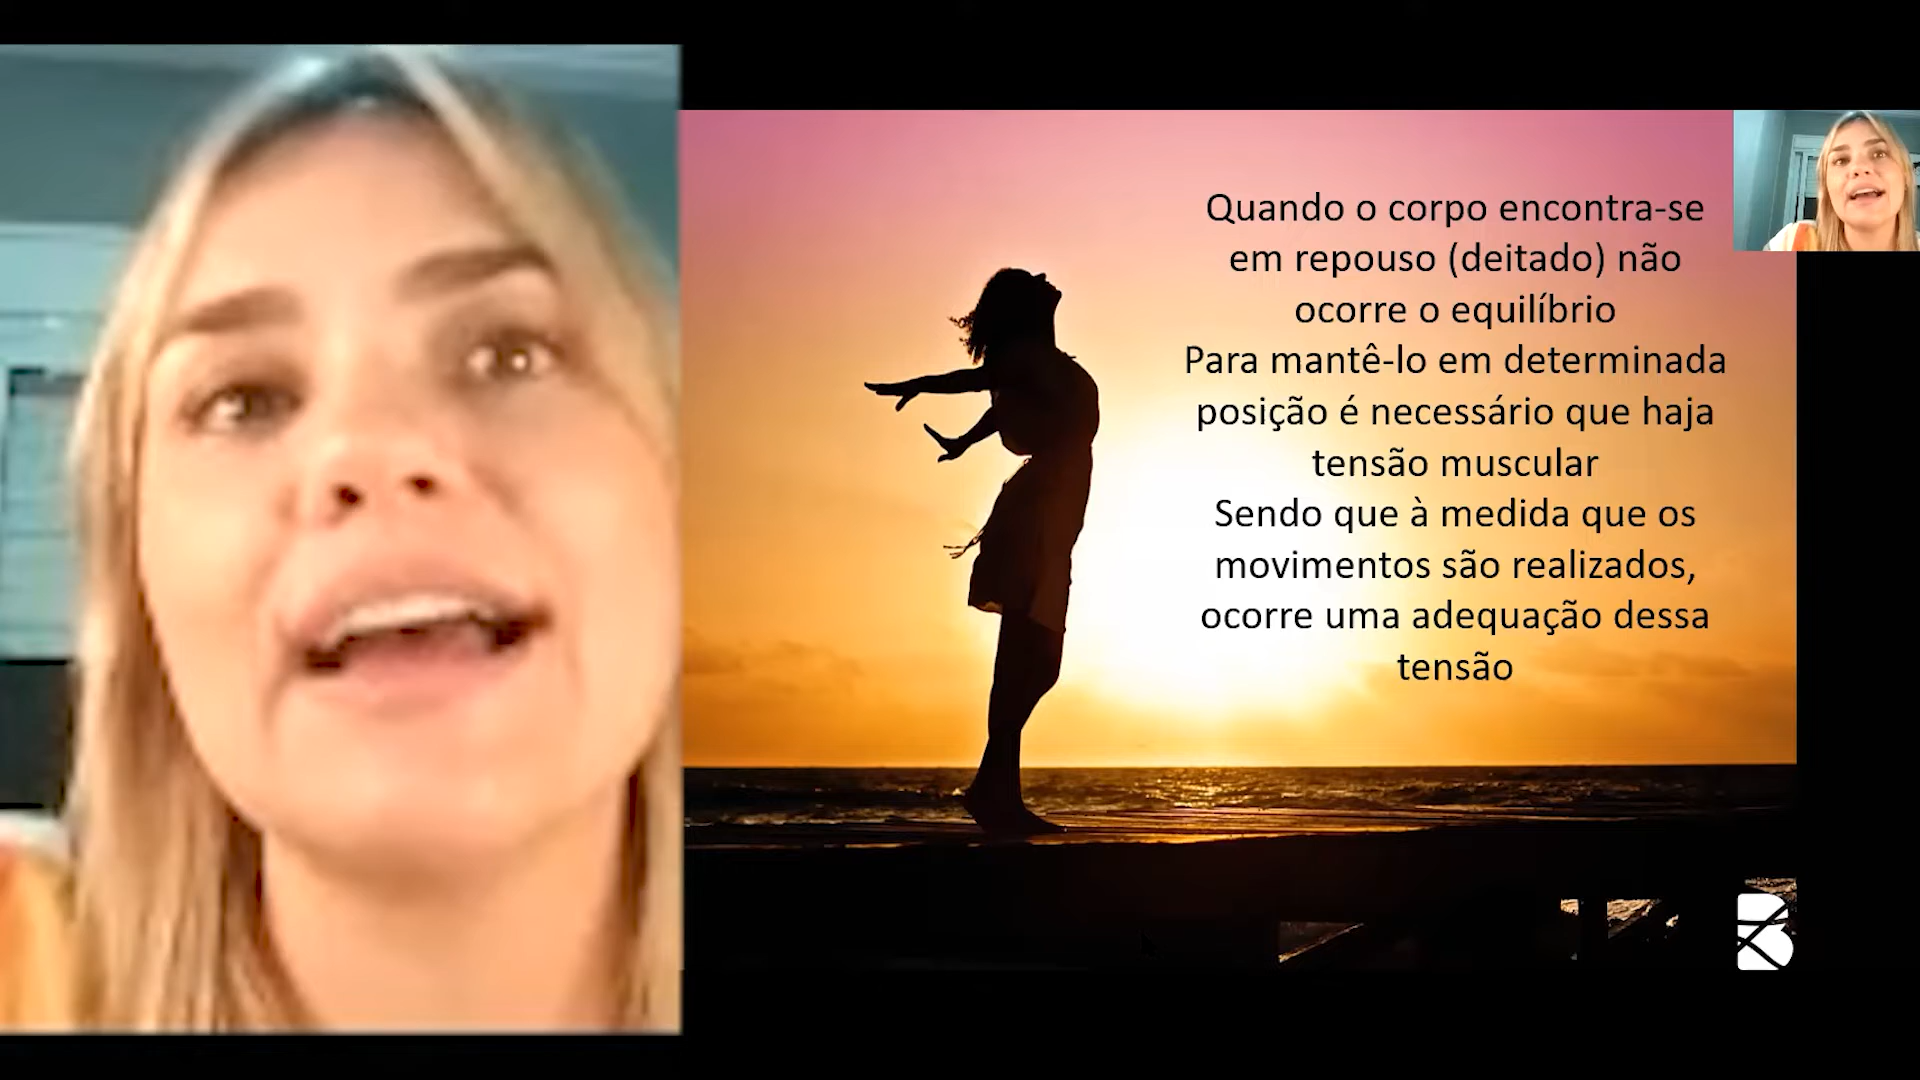 Quando o corpo encontra-se
em repouso (deitado) não
ocorre o equilíbrio
Para mantê-lo em determinada
posição é necessário que haja
tensão muscular
Sendo que à medida que os
movimentos são realizados,
ocorre uma adequação dessa
tensão